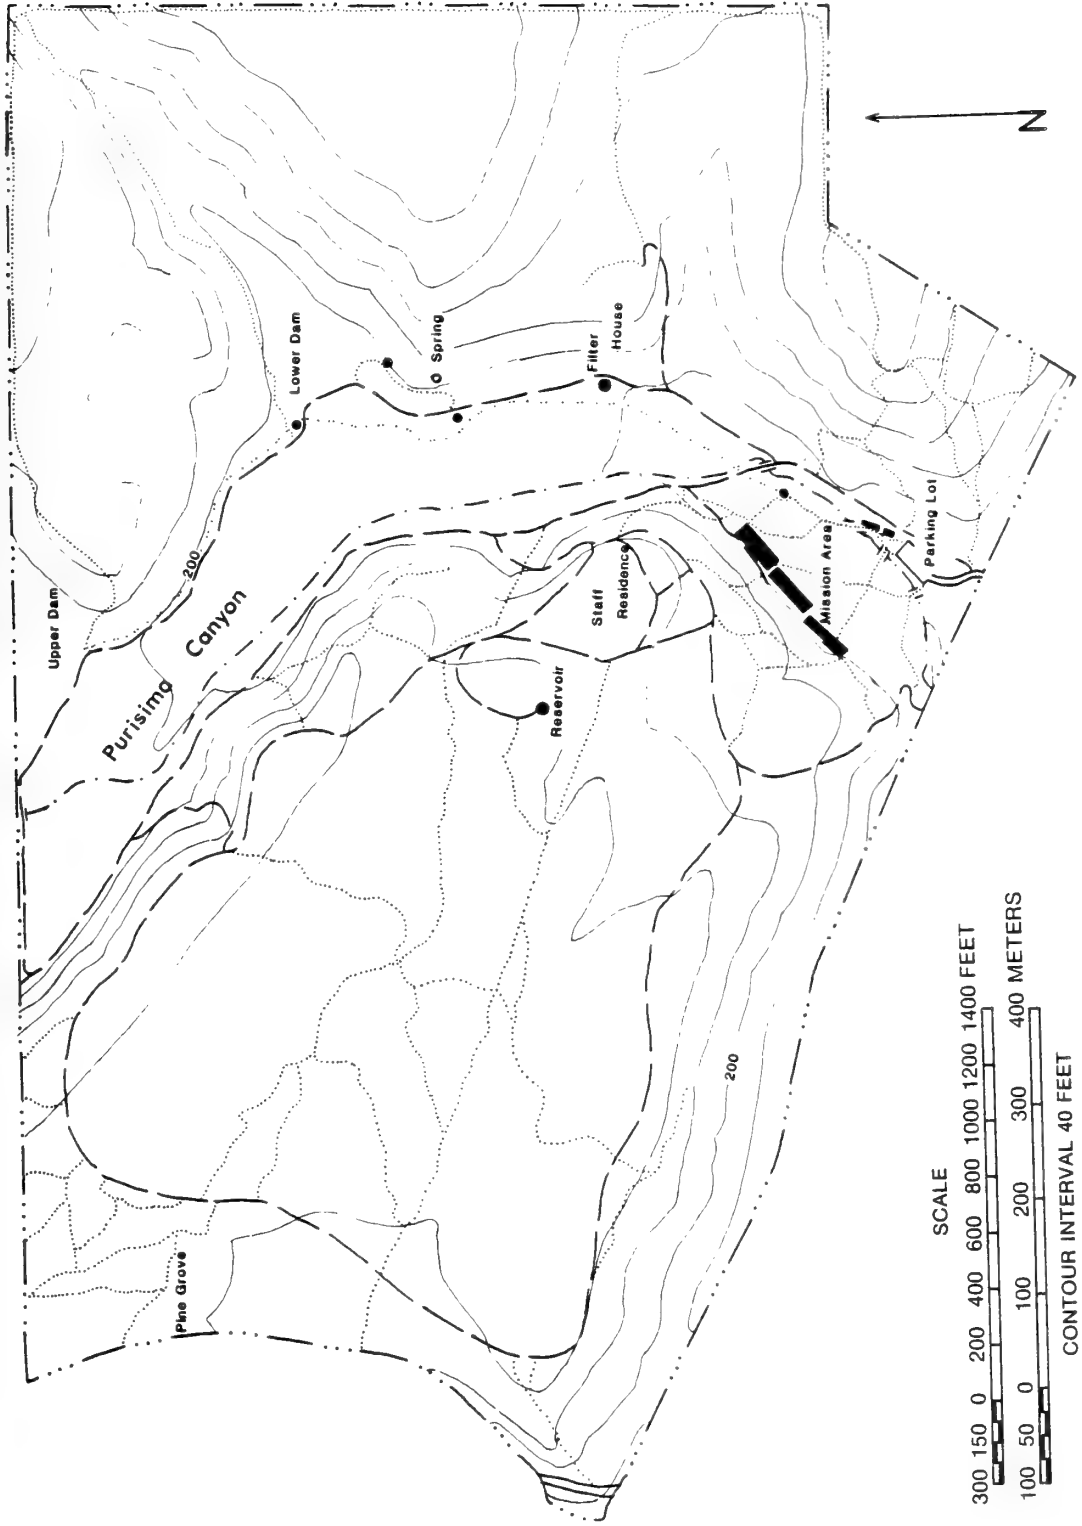 Upper Dam
200
Purisima
Canyon
Lower Dam
Spring
Filter
House
Staff
Residence
Reservoir
Mission Area
Parking Lot
Pine Grove
200
N
SCALE
300 150 0 200 400 600 800 1000 1200 1400 FEET
100 50 0 100 200 300 400 METERS
CONTOUR INTERVAL 40 FEET